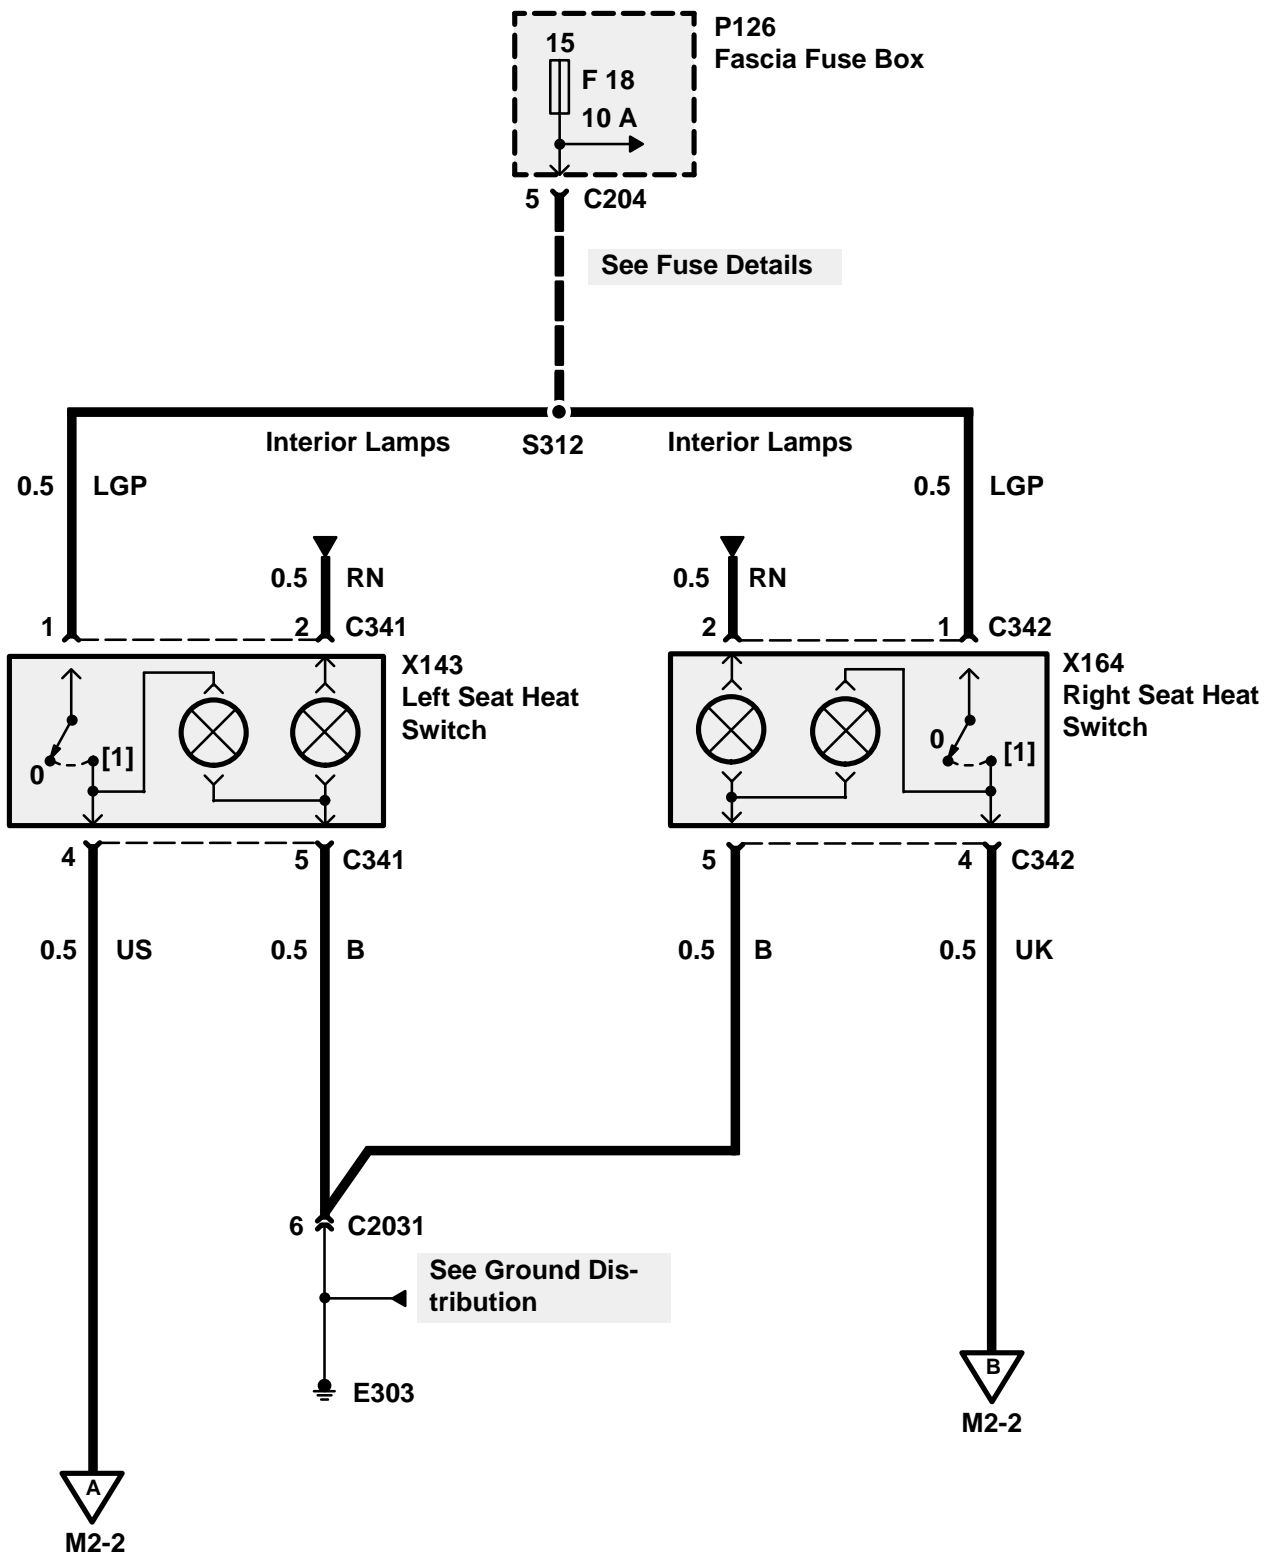 P126
Fascia Fuse Box
15
F 18
10 A
5 C204
See Fuse Details
Interior Lamps S312 Interior Lamps
0.5 LGP 0.5 LGP
0.5 RN 0.5 RN
1 2 C341 2 1 C342
X143
Left Seat Heat
Switch
X164
Right Seat Heat
Switch
0 [1] 0 [1]
4 5 C341 5 4 C342
0.5 US 0.5 B 0.5 B 0.5 UK
6 C2031
See Ground Dis-
tribution
E303
B
M2-2
A
M2-2